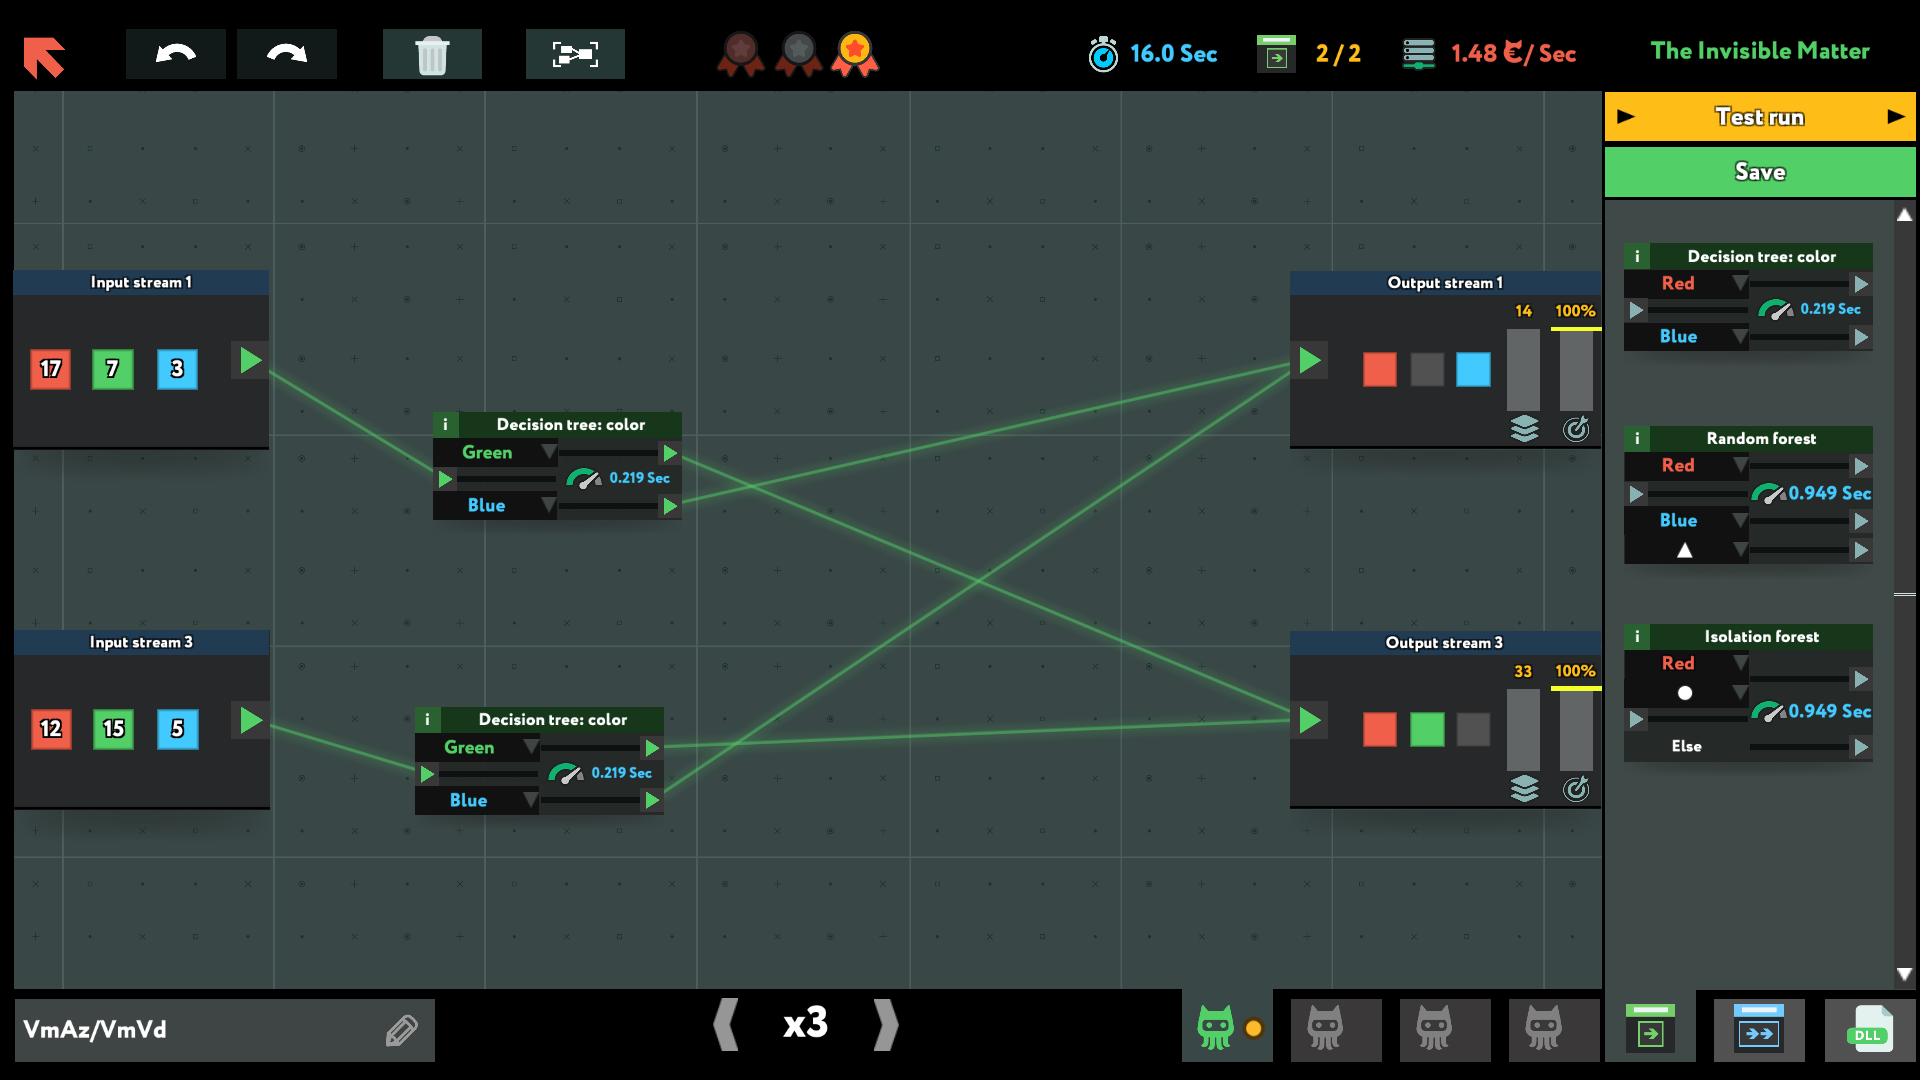 16.0 Sec
2 / 2
1.48 / Sec
The Invisible Matter
Test run
Save
Input stream 1
17 7 3
Decision tree: color
Green
0.219 Sec
Blue
Output stream 1
14 100%
Input stream 3
12 15 5
Decision tree: color
Green
0.219 Sec
Blue
Output stream 3
33 100%
i Decision tree: color
Red
0.219 Sec
Blue
i Random forest
Red
0.949 Sec
Blue
i Isolation forest
Red
0.949 Sec
Else
VmAz/VmVd
x3
DLL